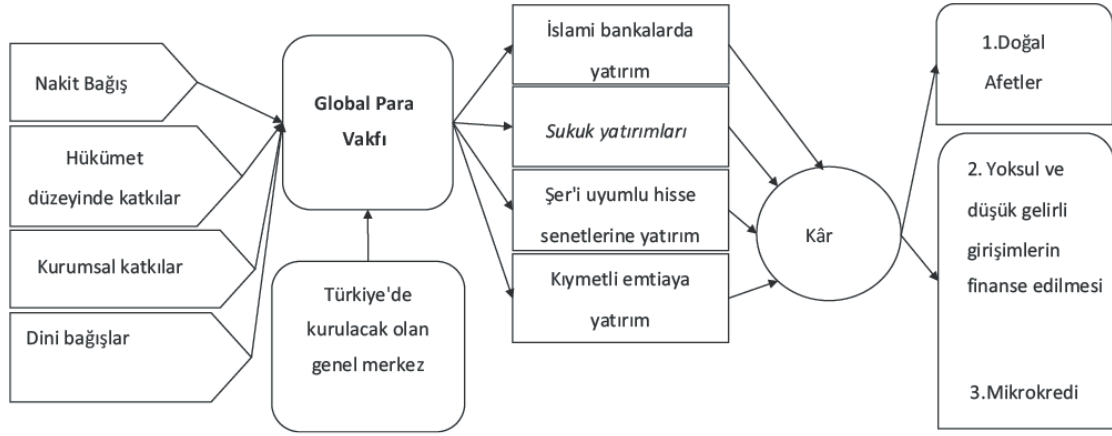 Nakit Bağış
Hükümet
düzeyinde katkılar
Kurumsal katkılar
Dini bağışlar
Global Para
Vakfı
Türkiye'de
kurulacak olan
genel merkez
İslami bankalarda
yatırım
Sukuk yatırımları
Şer'i uyumlu hisse
senetlerine yatırım
Kıymetli emtiaya
yatırım
Kâr
1.Doğal
Afetler
2. Yoksul ve
düşük gelirli
girişimlerin
finanse edilmesi
3.Mikrokredi